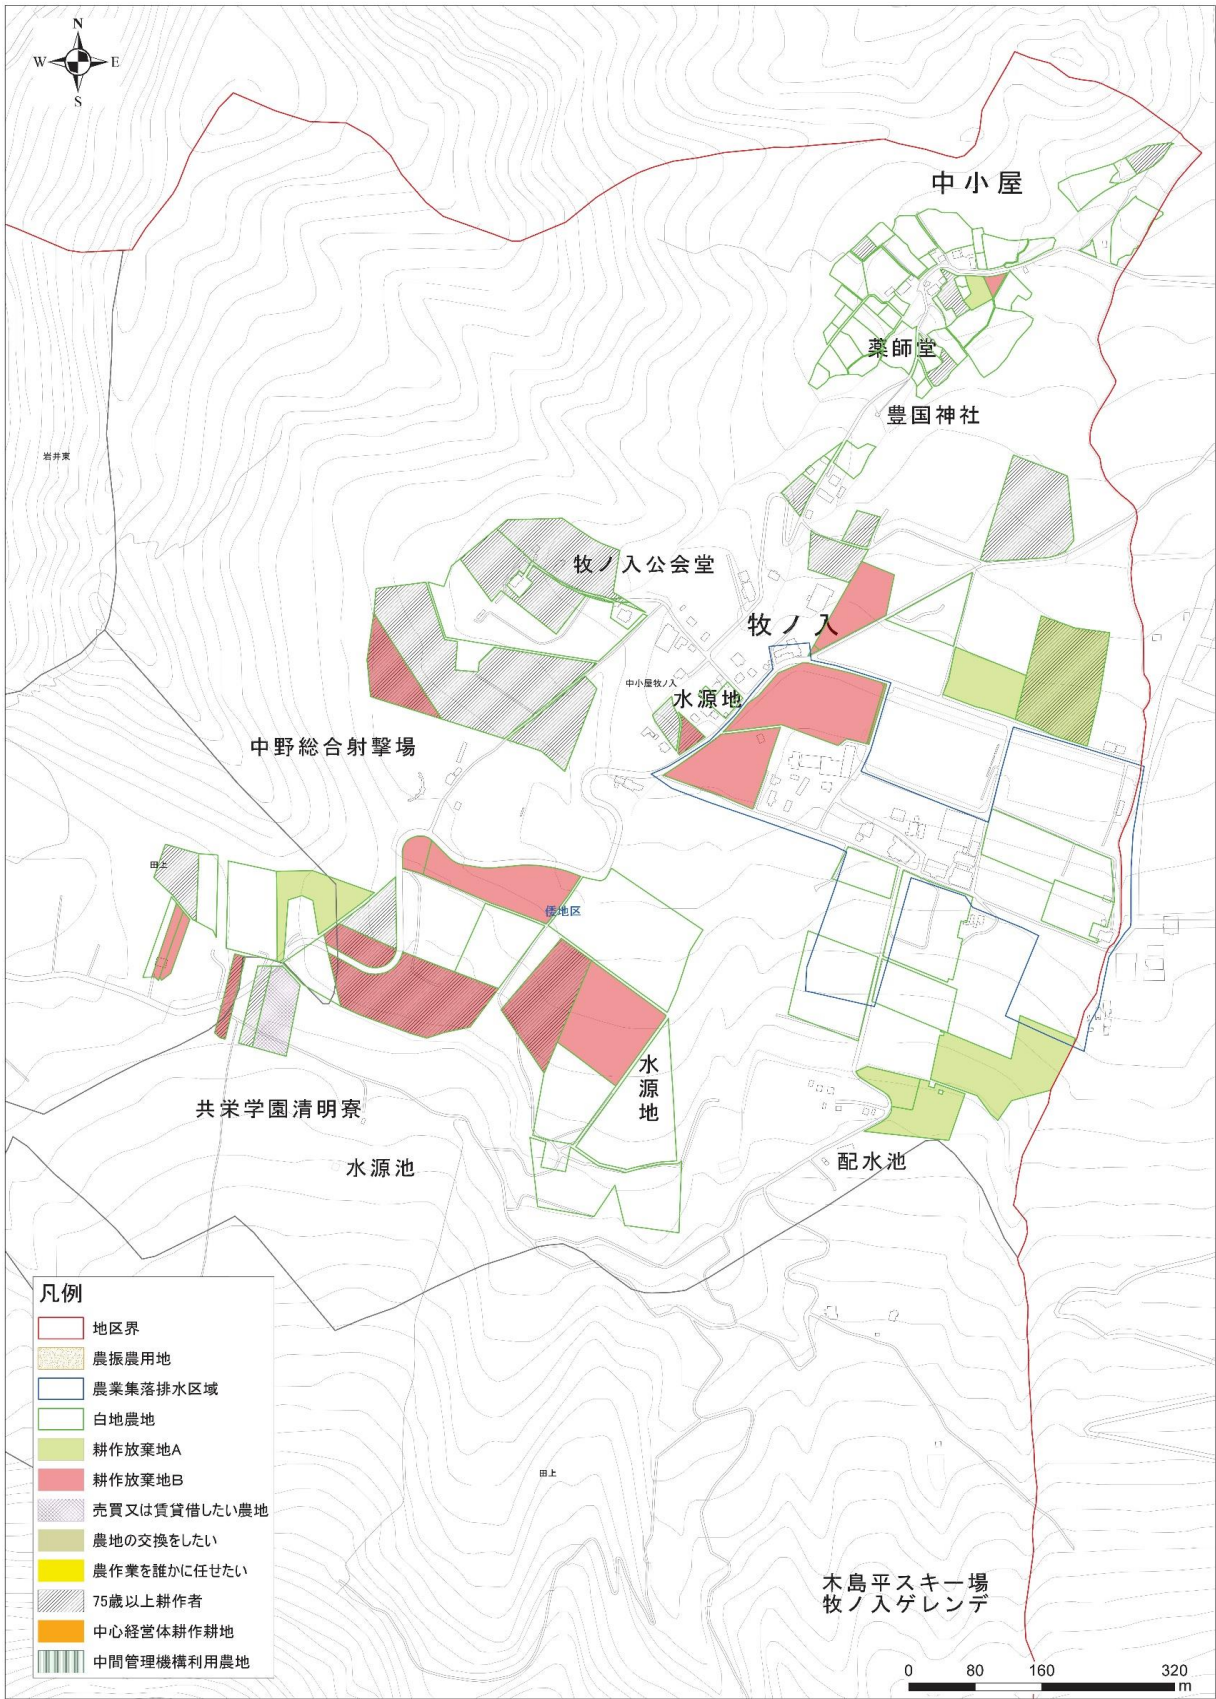 N
W E
S
中小屋
薬師堂
豊国神社
岩井東
牧ノ入公会堂
牧ノ入
中小屋牧ノ入
水源地
中野総合射撃場
田上
倭地区
水源地
共栄学園清明寮
水源池
配水池
凡例
地区界
農振農用地
農業集落排水区域
白地農地
耕作放棄地A
耕作放棄地B
売買又は賃貸借したい農地
農地の交換をしたい
農作業を誰かに任せたい
75歳以上耕作者
中心経営体耕作耕地
中間管理機構利用農地
田上
木島平スキー場
牧ノ入ゲレンデ
0 80 160 320
m